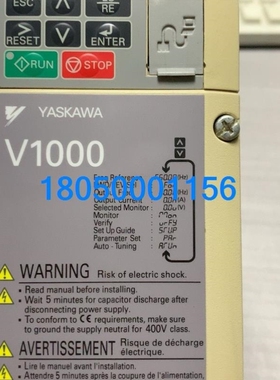 ESC
RE
RESET
ENTER
RUN
STOP
YASKAWA
V1000
18050001156
Output Current
Selected Monitor
Monitor
Verify
Set Up Guide
Parameter Set
Auto - Tuning
WARNING Risk of electric shock.
Read manual before installing.
Wait 5 minutes for capacitor discharge after
disconnecting power supply.
To conform to CE requirements, make sure
to ground the supply neutral for 400V class.
AVERTISSEMENT Risque de décharge
électrique.
Lire le manuel avant l'installation.
Attendre 5 minutes après la coupure de l'alimentation,